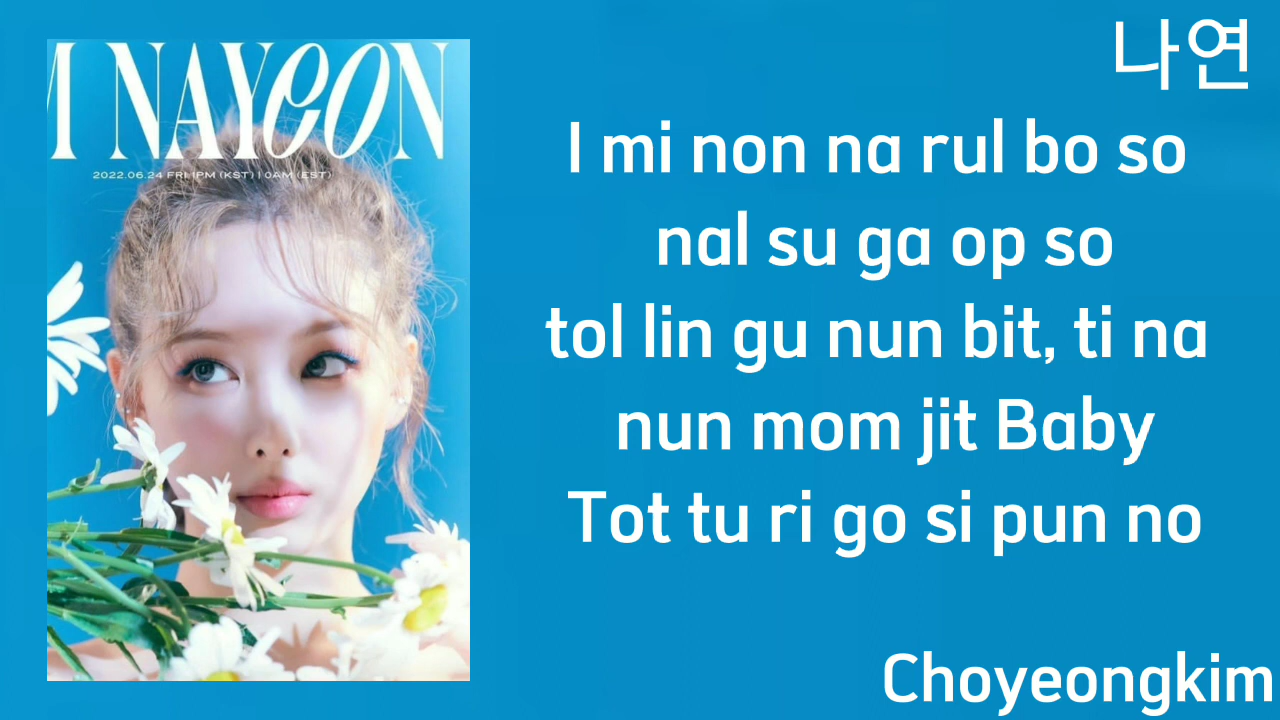 M NAYEON
2022.06.24 FRI 1PM (KST) | 0AM (EST)
나연
I mi non na rul bo so
nal su ga op so
tol lin gu nun bit, ti na
nun mom jit Baby
Tot tu ri go si pun no
Choyeongkim